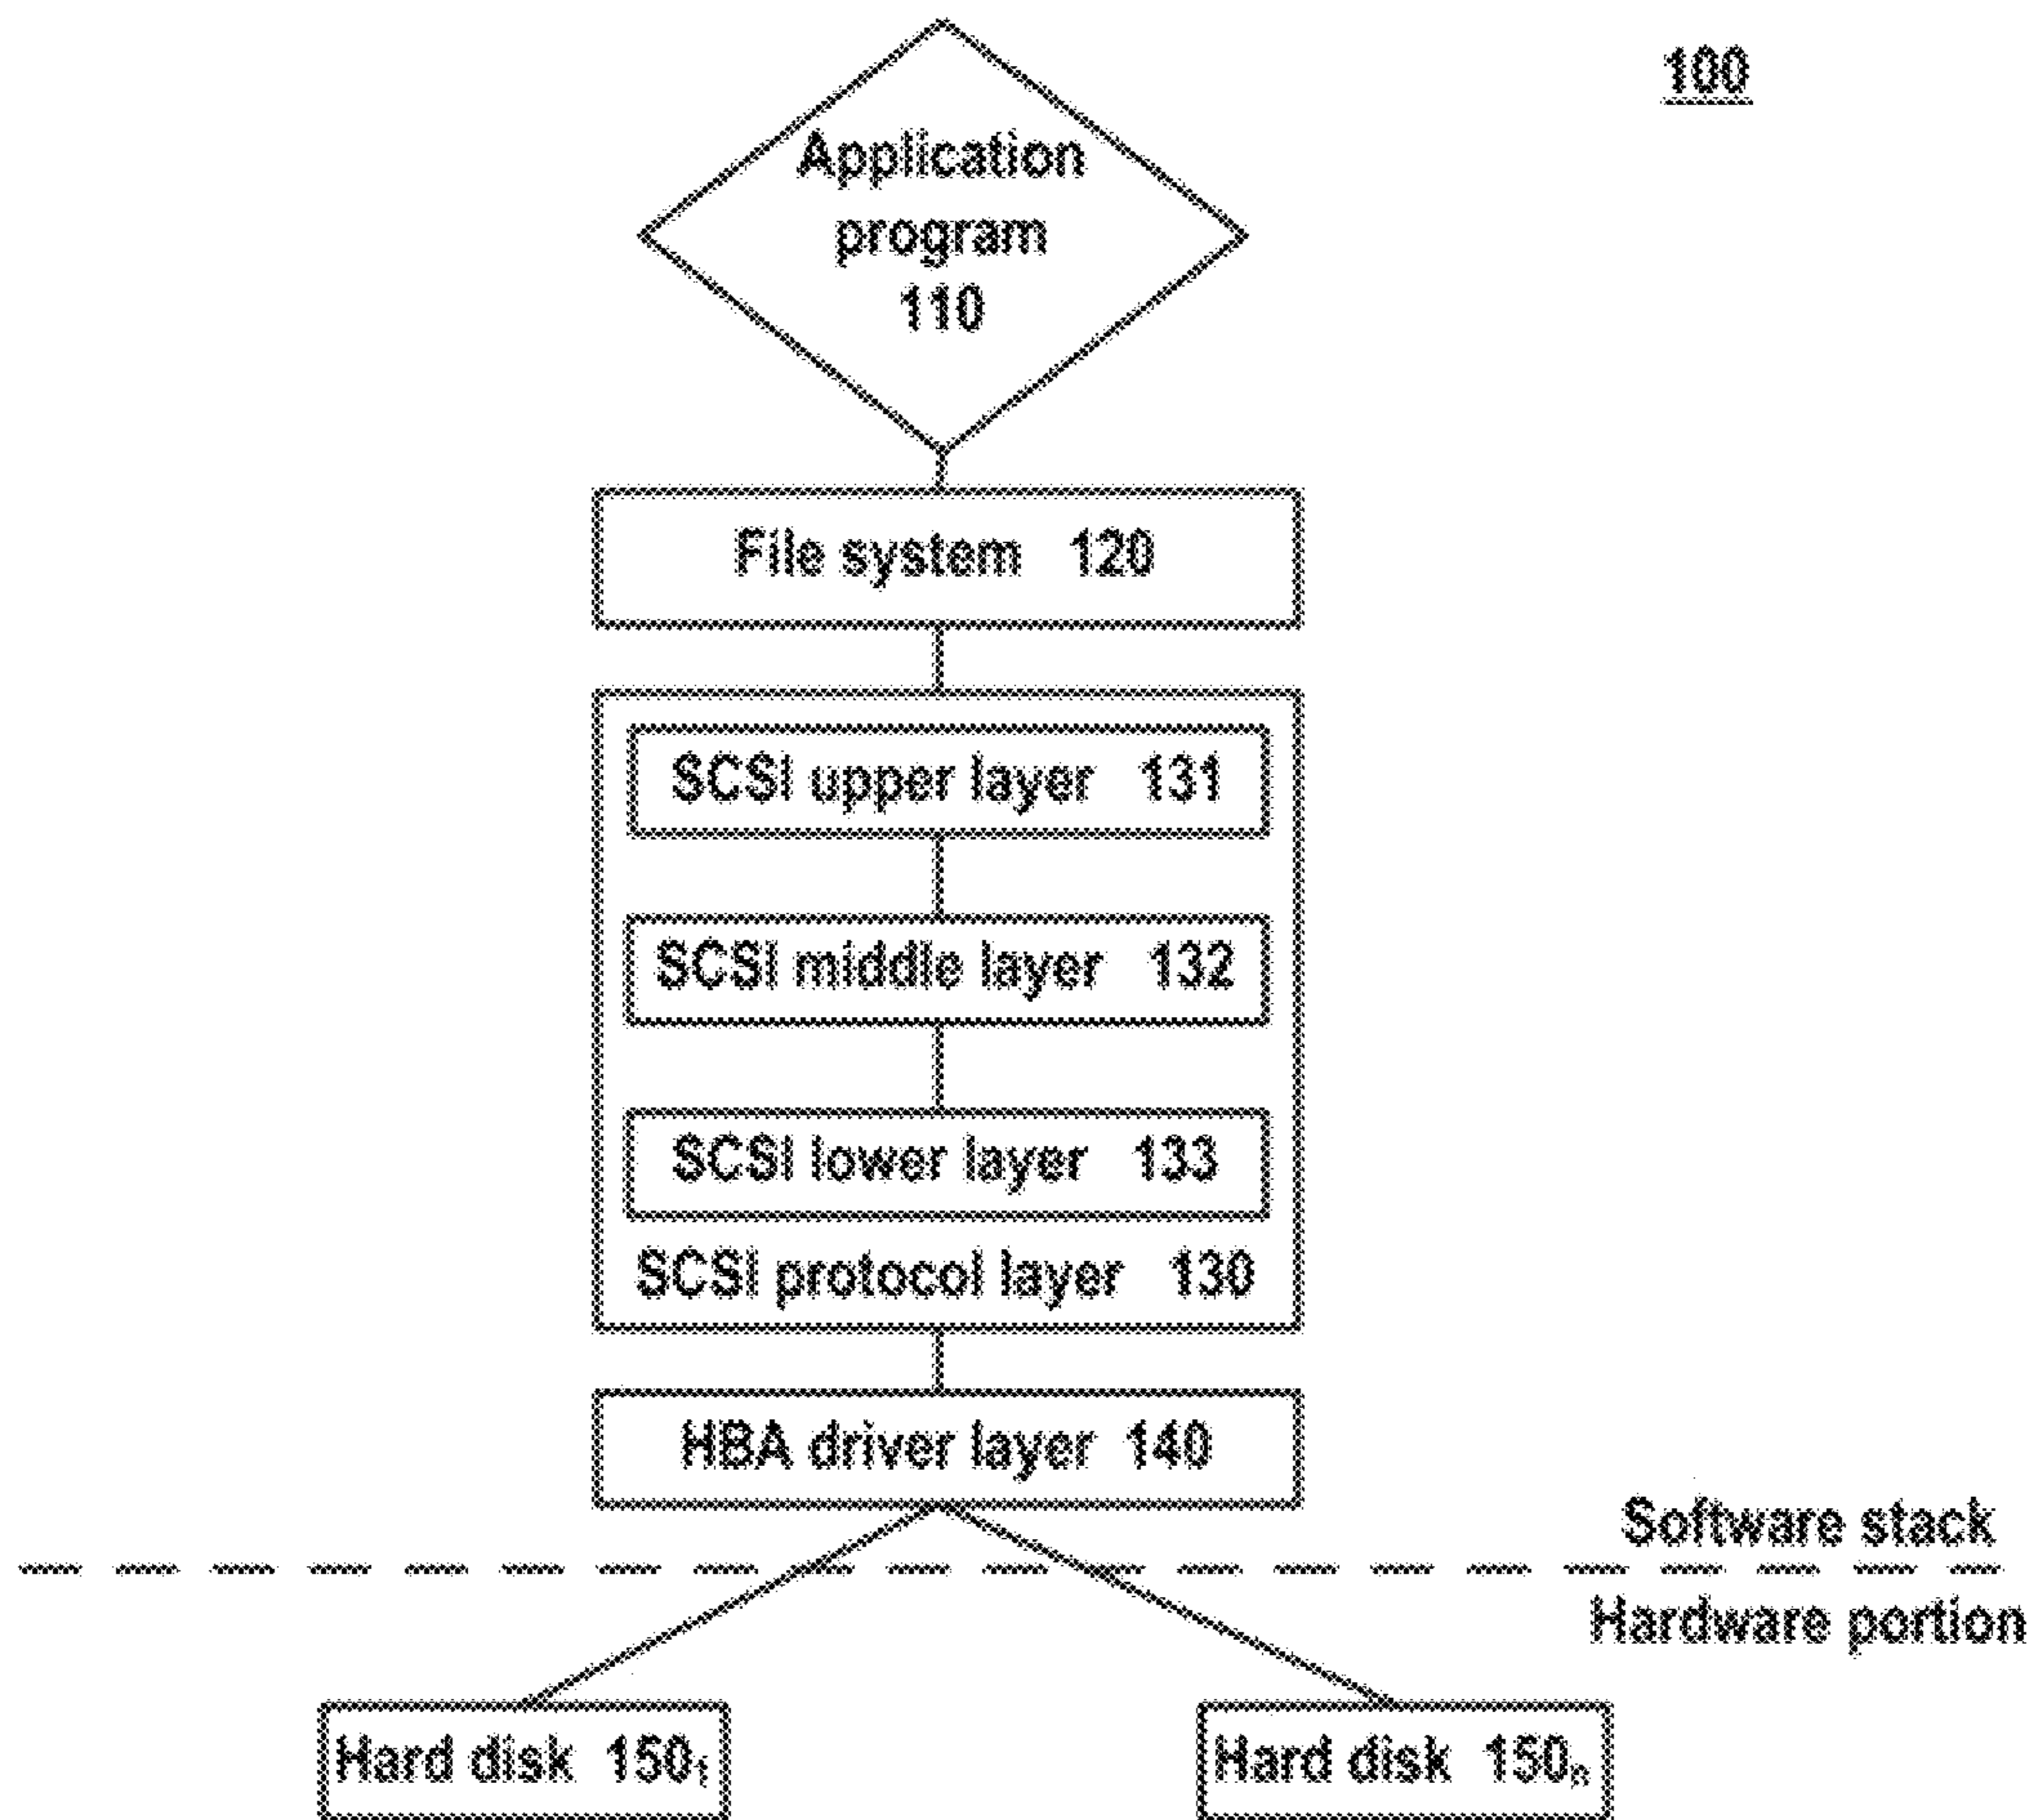 100
Application
program
110
File system 120
SCSI upper layer 131
SCSI middle layer 132
SCSI lower layer 133
SCSI protocol layer 130
HBA driver layer 140
Software stack
Hardware portion
Hard disk 150₁
Hard disk 150ₙ